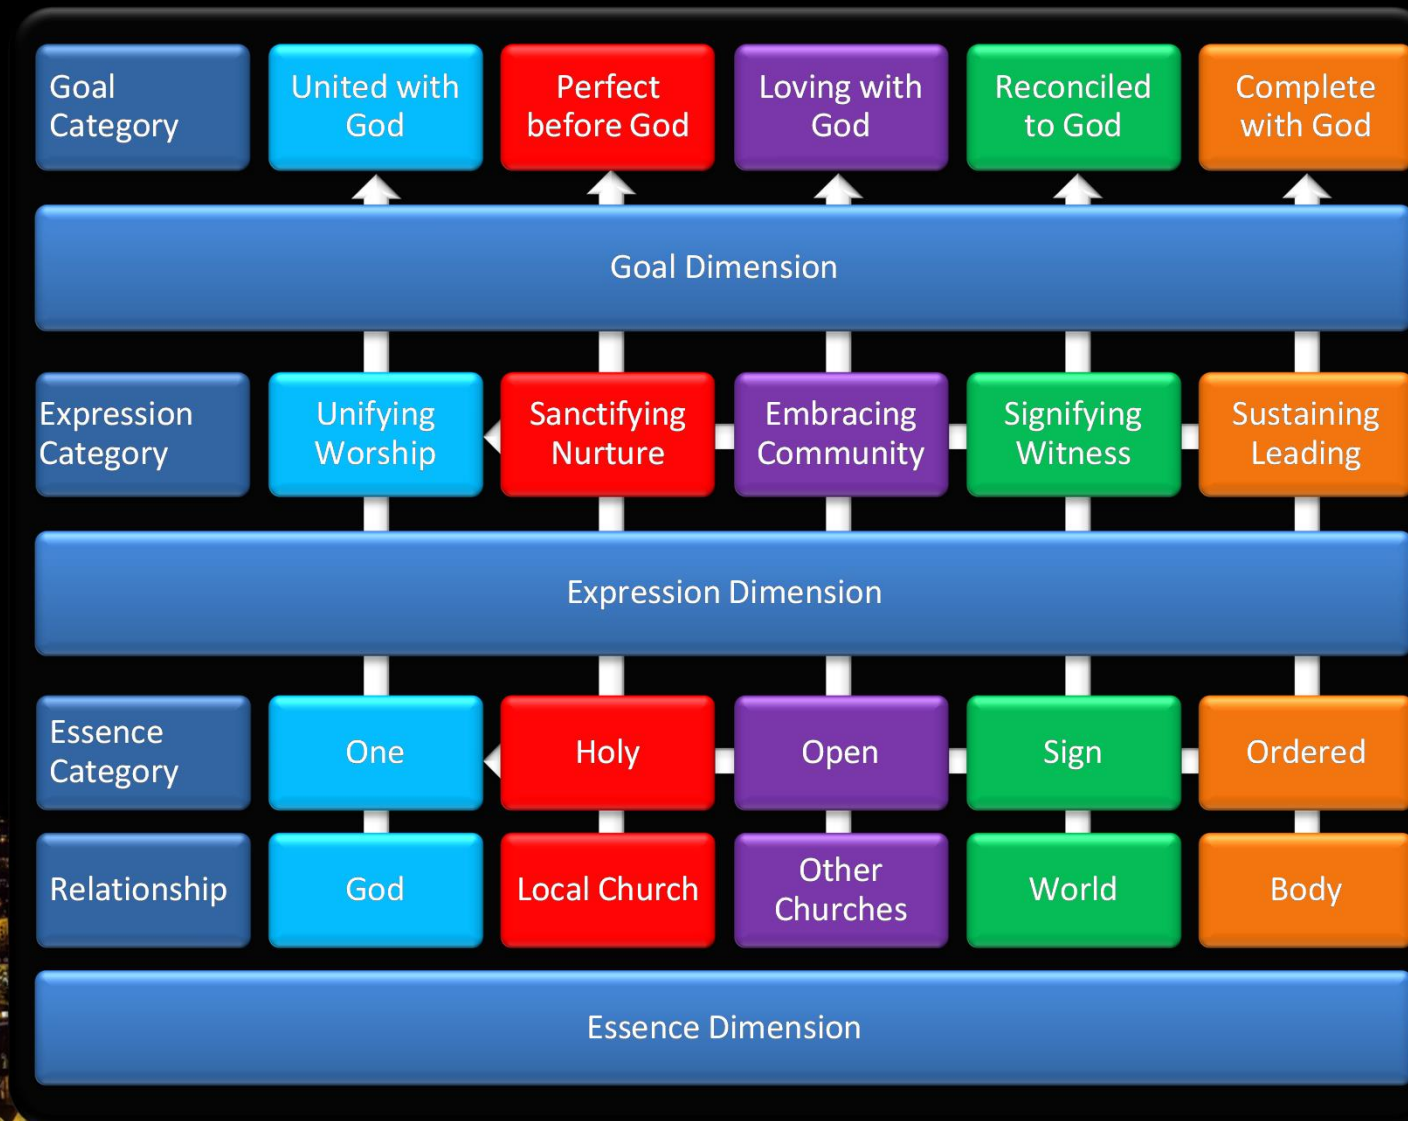 Goal
Category
United with
God
Perfect
before God
Loving with
God
Reconciled
to God
Complete
with God
Goal Dimension
Expression
Category
Unifying
Worship
Sanctifying
Nurture
Embracing
Community
Signifying
Witness
Sustaining
Leading
Expression Dimension
Essence
Category
One
Holy
Open
Sign
Ordered
Relationship
God
Local Church
Other
Churches
World
Body
Essence Dimension